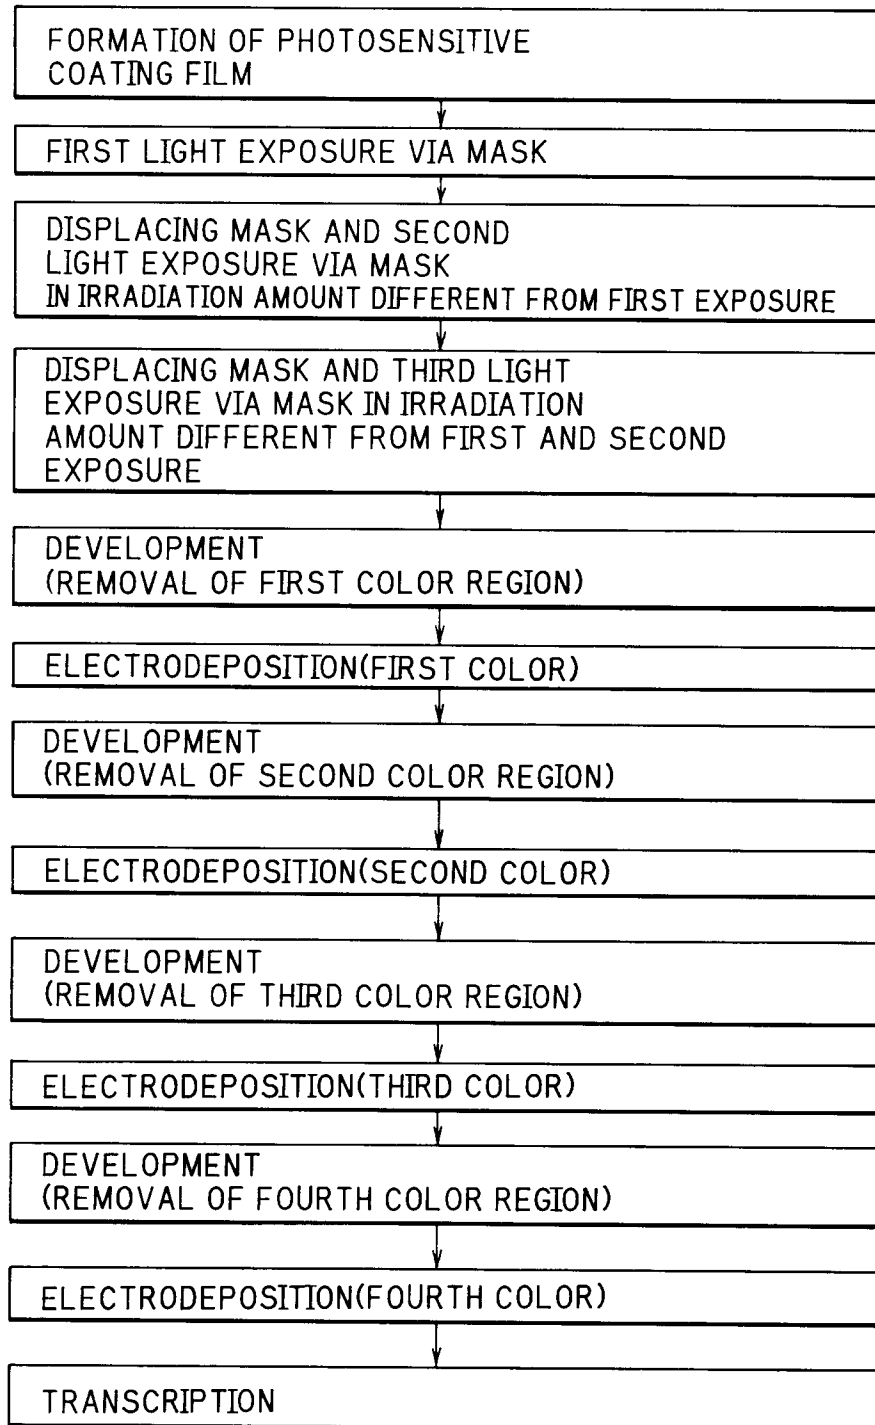 FORMATION OF PHOTOSENSITIVE
COATING FILM
FIRST LIGHT EXPOSURE VIA MASK
DISPLACING MASK AND SECOND
LIGHT EXPOSURE VIA MASK
IN IRRADIATION AMOUNT DIFFERENT FROM FIRST EXPOSURE
DISPLACING MASK AND THIRD LIGHT
EXPOSURE VIA MASK IN IRRADIATION
AMOUNT DIFFERENT FROM FIRST AND SECOND
EXPOSURE
DEVELOPMENT
(REMOVAL OF FIRST COLOR REGION)
ELECTRODEPOSITION(FIRST COLOR)
DEVELOPMENT
(REMOVAL OF SECOND COLOR REGION)
ELECTRODEPOSITION(SECOND COLOR)
DEVELOPMENT
(REMOVAL OF THIRD COLOR REGION)
ELECTRODEPOSITION(THIRD COLOR)
DEVELOPMENT
(REMOVAL OF FOURTH COLOR REGION)
ELECTRODEPOSITION(FOURTH COLOR)
TRANSCRIPTION